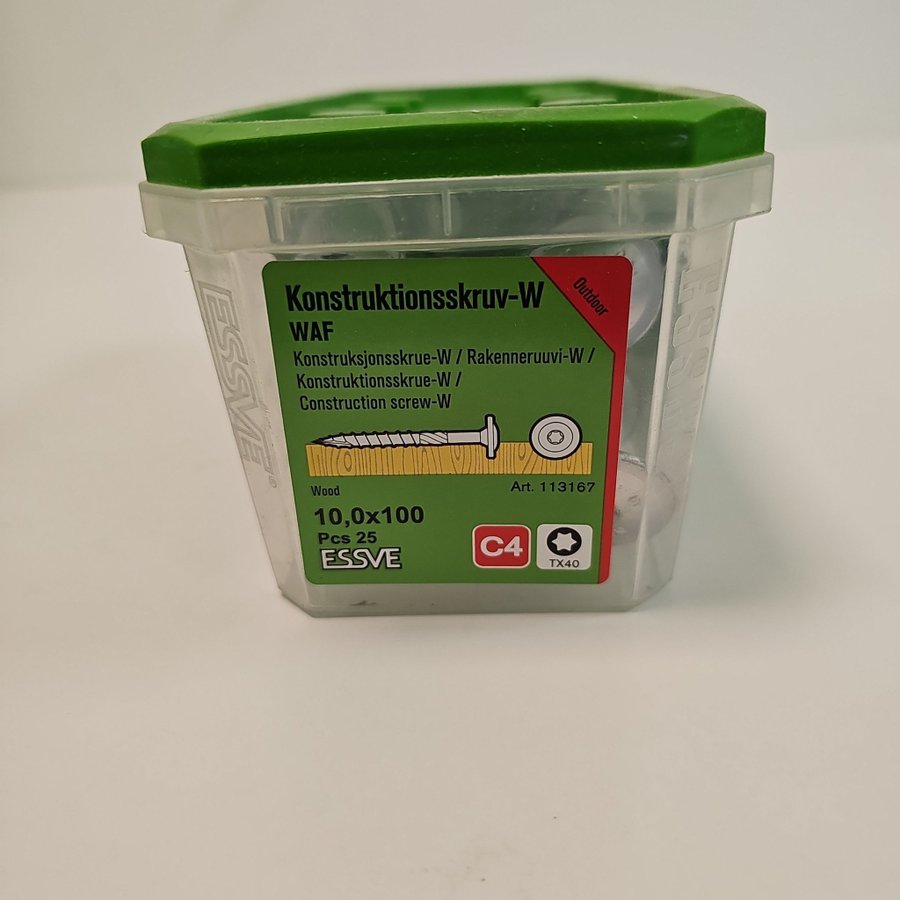 Konstruktionsskruv-W
Outdoor
WAF
Konstruksjonsskrue-W / Rakenneruuvi-W /
Konstruktionsskrue-W /
Construction screw-W
Wood
Art. 113167
10,0x100
Pcs 25
ESSVE
C4
TX40
ESSVE®
ESSVE